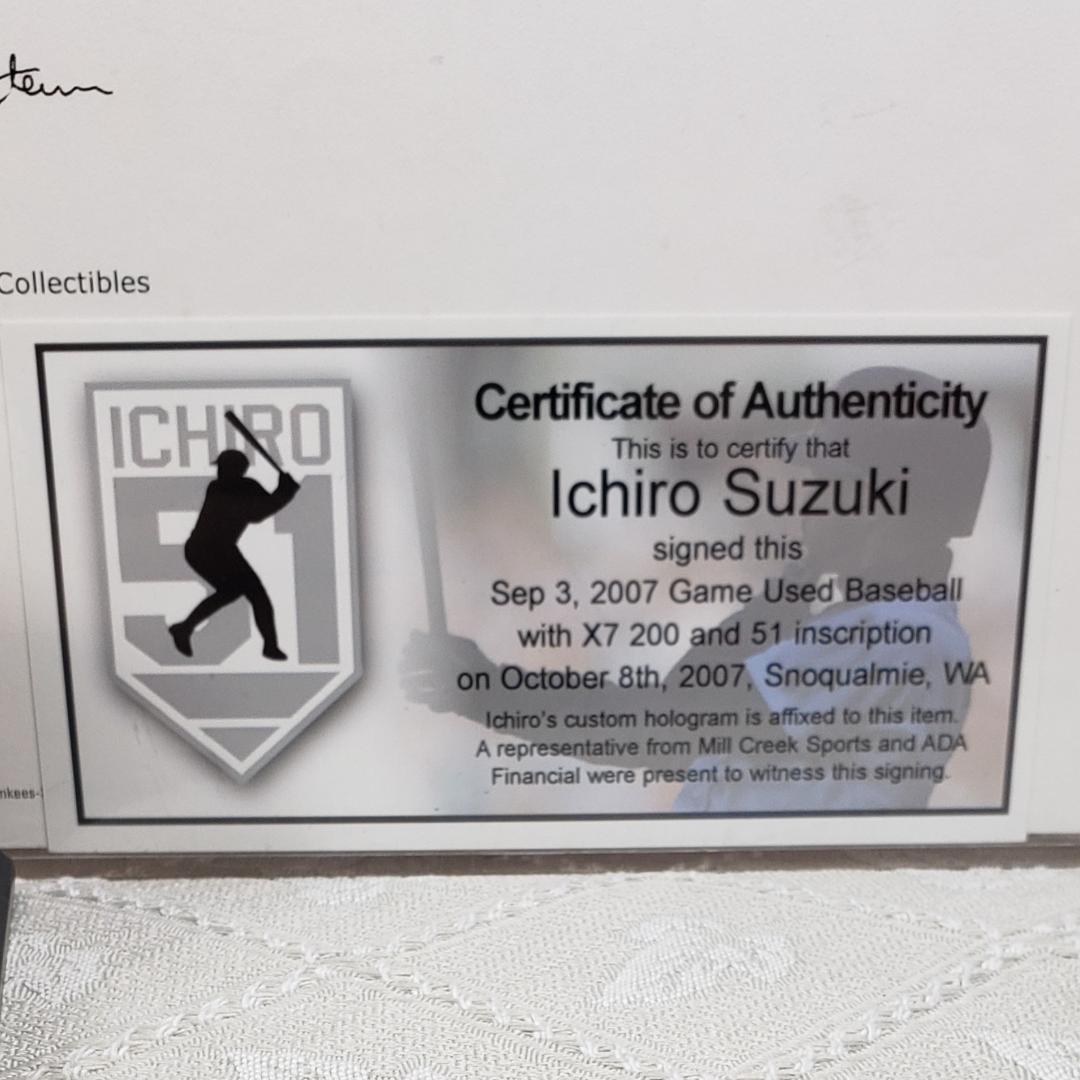 Collectibles
ICHIRO
51
Certificate of Authenticity
This is to certify that
Ichiro Suzuki
signed this
Sep 3, 2007 Game Used Baseball
with X7 200 and 51 inscription
on October 8th, 2007, Snoqualmie, WA
Ichiro's custom hologram is affixed to this item.
A representative from Mill Creek Sports and ADA
Financial were present to witness this signing.